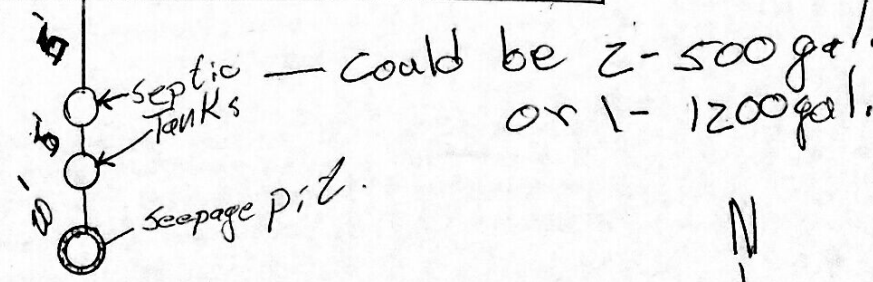 septic — could be 2-500 gal.
Tanks or 1- 1200 gal.
seepage pit.
N